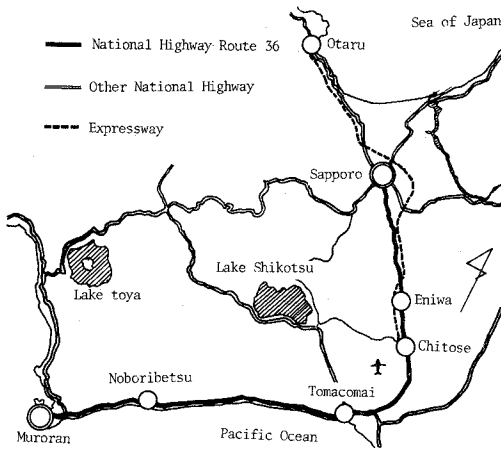 Sea of Japan
National Highway Route 36
Otaru
Other National Highway
Expressway
Sapporo
Lake Shikotsu
Lake toya
Eniwa
Chitose
Noboribetsu
Tomacomai
Muroran
Pacific Ocean